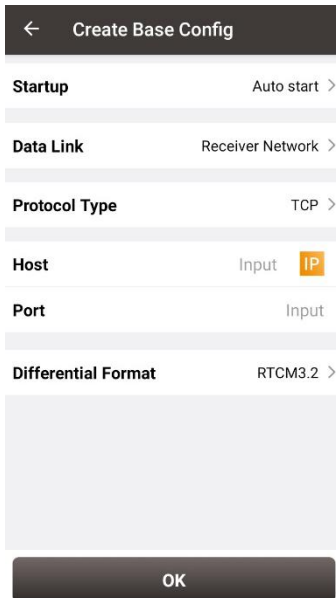 Create Base Config
Startup Auto start
Data Link Receiver Network
Protocol Type TCP
Host Input IP
Port Input
Differential Format RTCM3.2
OK